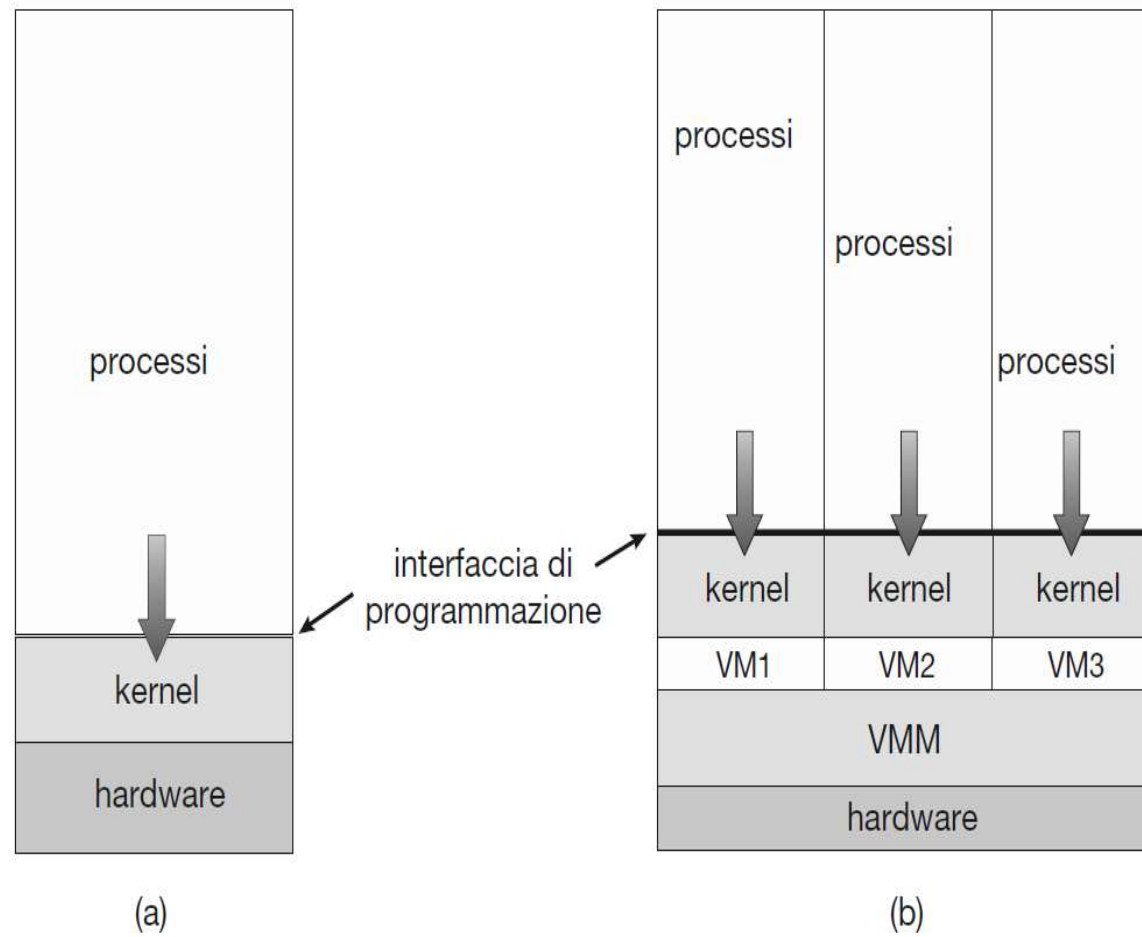 processi
kernel
hardware
(a)
interfaccia di
programmazione
processi
processi
processi
kernel kernel kernel
VM1 VM2 VM3
VMM
hardware
(b)